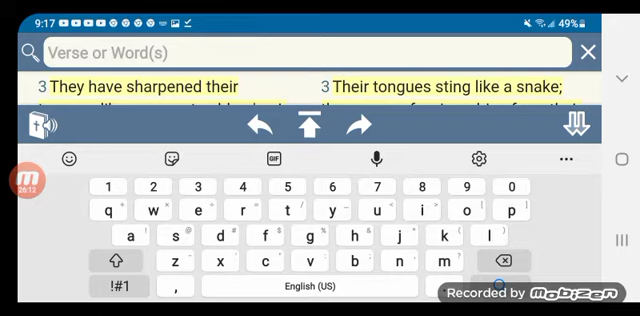 9:17 49%
Verse or Word(s)
3 They have sharpened their
3 Their tongues sting like a snake;
GIF
26:12
1 2 3 4 5 6 7 8 9 0
q w e r t y u i o p
a s d f g h j k l
z x c v b n m
!#1 , English (US) .
Recorded by mobizen